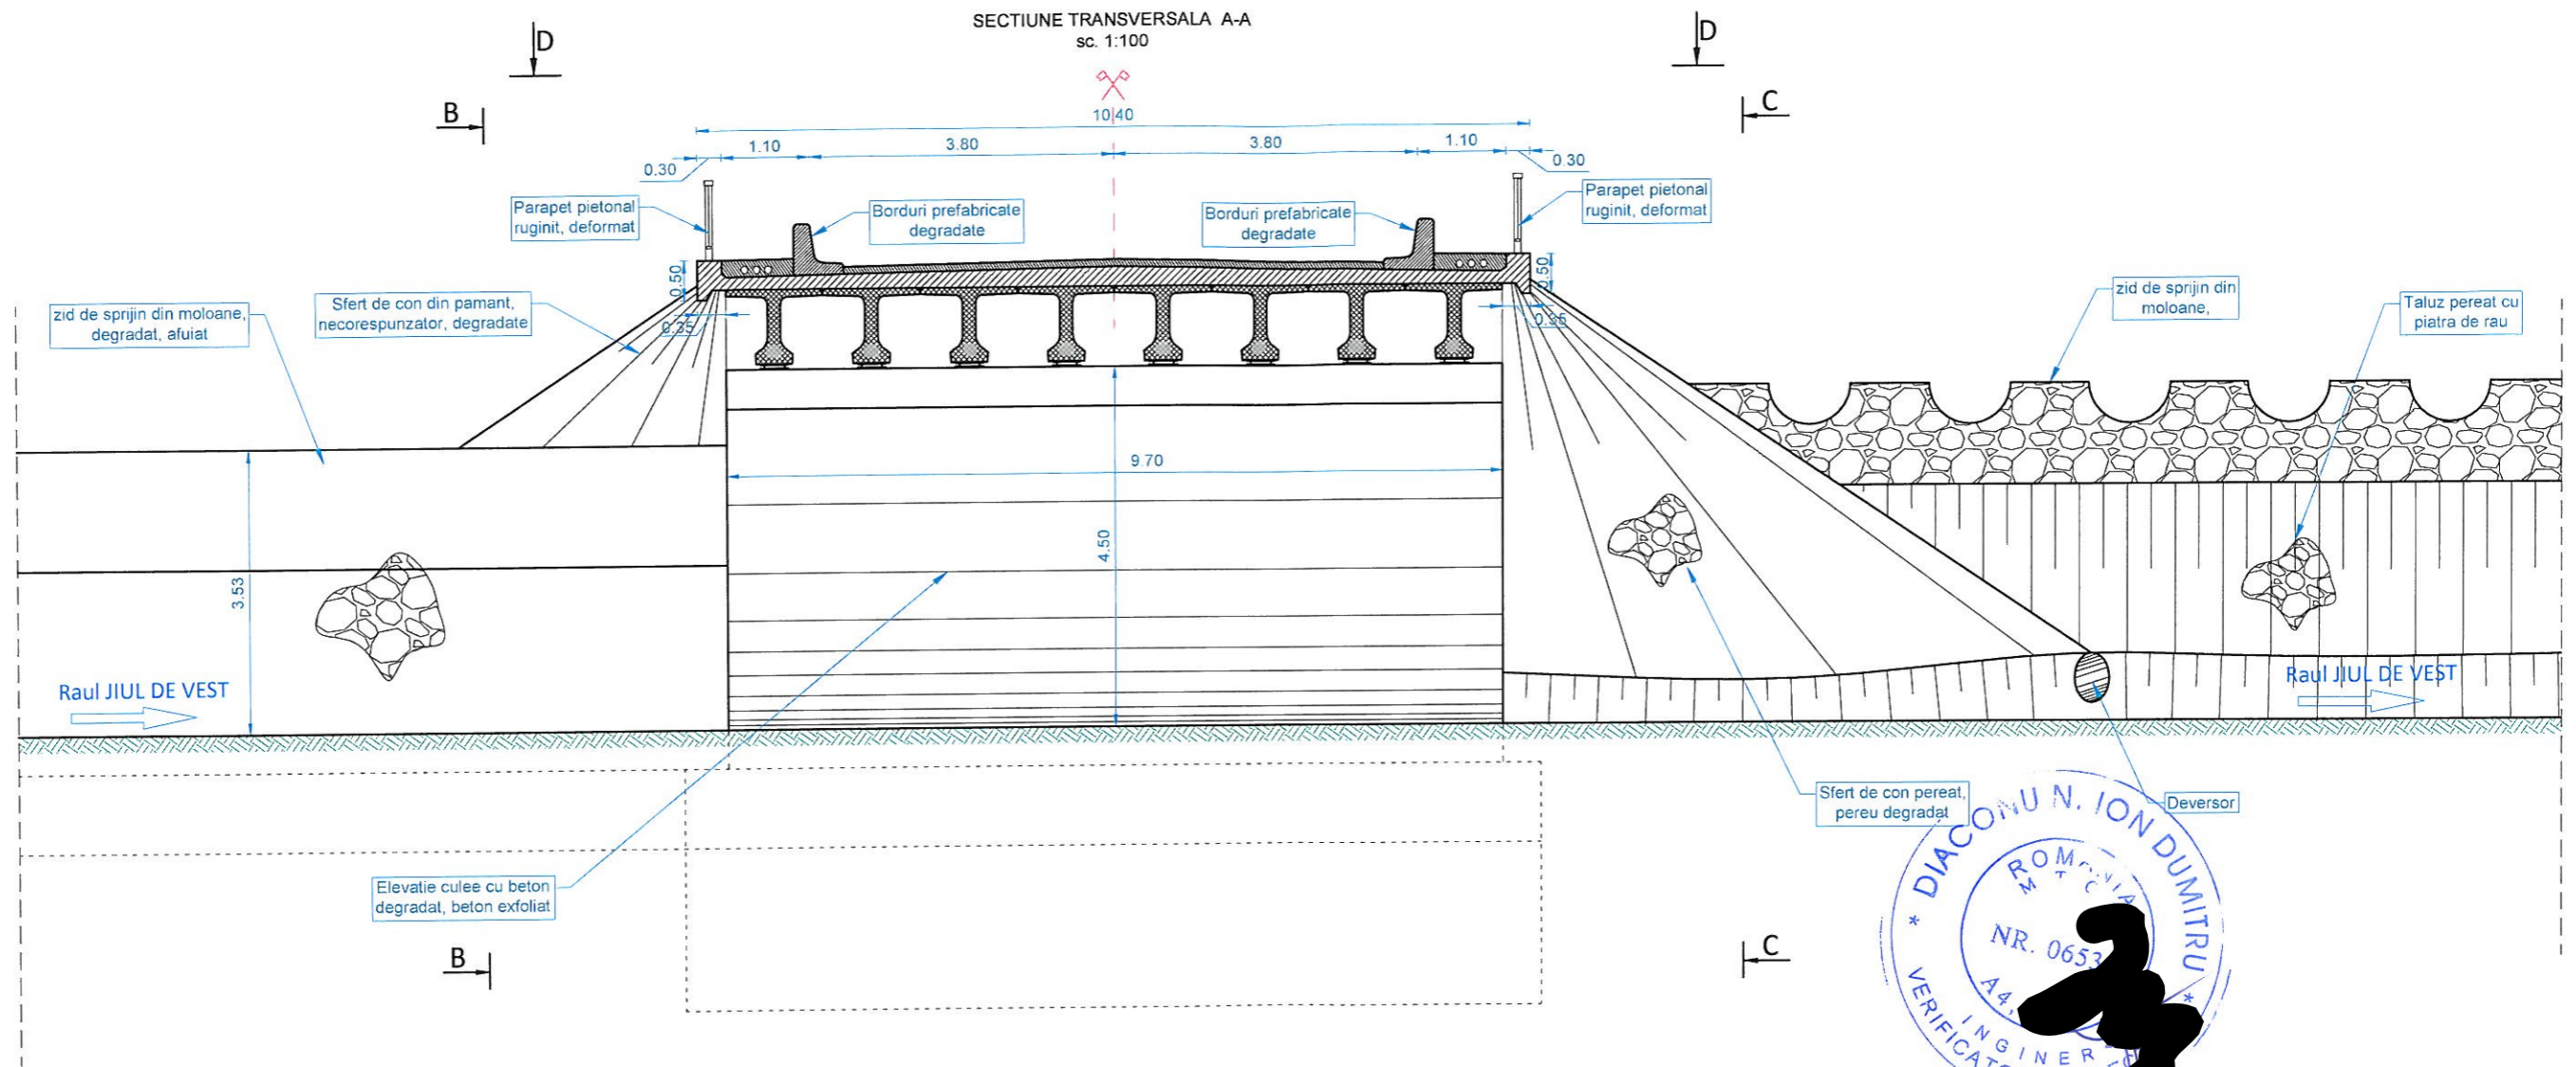 SECTIUNE TRANSVERSALA A-A
sc. 1:100
D
D
B
C
10.40
0.30
1.10
3.80
3.80
1.10
0.30
Parapet pietonal
ruginit, deformat
Borduri prefabricate
degradate
Borduri prefabricate
degradate
Parapet pietonal
ruginit, deformat
0.50
0.50
zid de sprijin din moloane,
degradat, afuiat
Sfert de con din pamant,
necorespunzator, degradate
0.35
0.35
zid de sprijin din
moloane,
Taluz pereat cu
piatra de rau
9.70
4.50
3.53
Raul JIUL DE VEST
Raul JIUL DE VEST
Sfert de con pereat,
pereu degradat
Deversor
Elevatie culee cu beton
degradat, beton exfoliat
B
C
* DIACONU N. ION DUMITRU *
ROMANIA
M T C
NR. 0653
A4,
INGINER